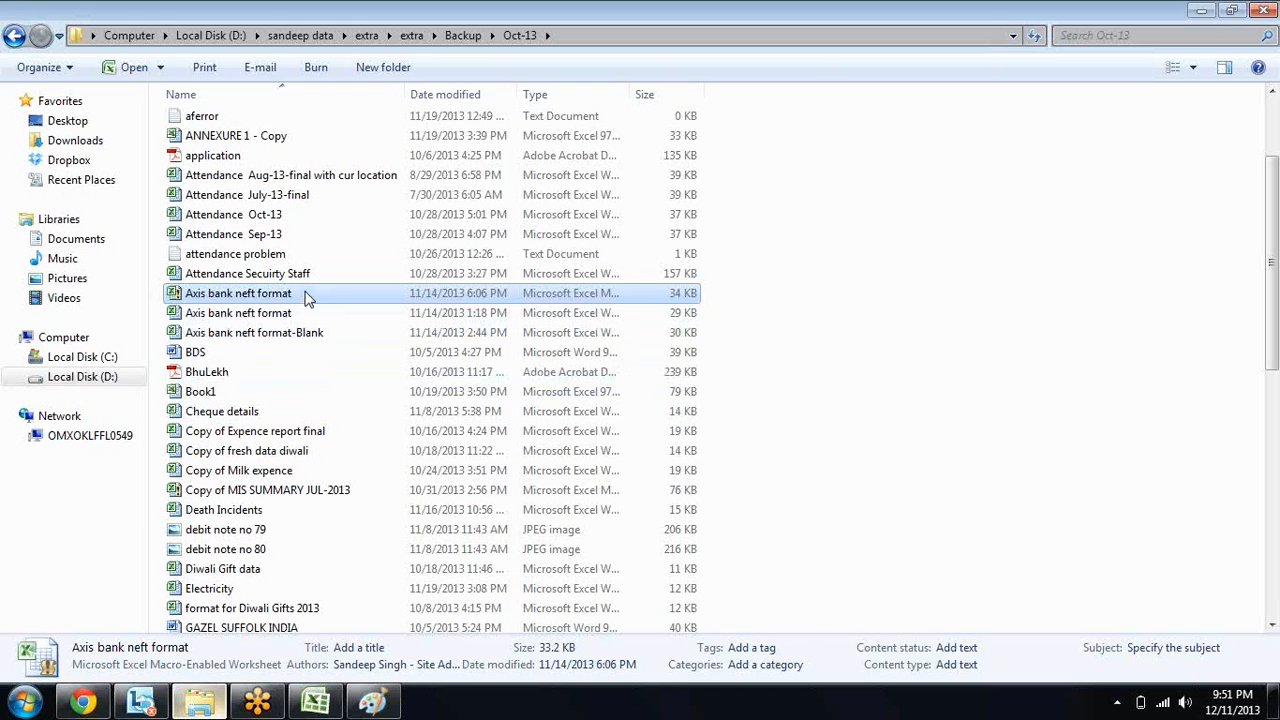 Computer Local Disk (D:) sandeep data extra extra Backup Oct-13 Search Oct-13
Organize Open Print E-mail Burn New folder
Name Date modified Type Size
Favorites
Desktop
Downloads
Dropbox
Recent Places
Libraries
Documents
Music
Pictures
Videos
Computer
Local Disk (C:)
Local Disk (D:)
Network
OMXOKLFFL0549
aferror 11/19/2013 12:49 ... Text Document 0 KB
ANNEXURE 1 - Copy 11/19/2013 3:39 PM Microsoft Excel 97... 33 KB
application 10/6/2013 4:25 PM Adobe Acrobat D... 135 KB
Attendance Aug-13-final with cur location 8/29/2013 6:58 PM Microsoft Excel W... 39 KB
Attendance July-13-final 7/30/2013 6:05 AM Microsoft Excel W... 39 KB
Attendance Oct-13 10/28/2013 5:01 PM Microsoft Excel W... 37 KB
Attendance Sep-13 10/28/2013 4:07 PM Microsoft Excel W... 37 KB
attendance problem 10/26/2013 12:26 ... Text Document 1 KB
Attendance Secuirty Staff 10/28/2013 3:27 PM Microsoft Excel W... 157 KB
Axis bank neft format 11/14/2013 6:06 PM Microsoft Excel M... 34 KB
Axis bank neft format 11/14/2013 1:18 PM Microsoft Excel W... 29 KB
Axis bank neft format-Blank 11/14/2013 2:44 PM Microsoft Excel W... 30 KB
BDS 10/5/2013 4:27 PM Microsoft Word 9... 39 KB
BhuLekh 10/16/2013 11:17 ... Adobe Acrobat D... 239 KB
Book1 10/19/2013 3:50 PM Microsoft Excel 97... 79 KB
Cheque details 11/8/2013 5:38 PM Microsoft Excel W... 14 KB
Copy of Expence report final 10/16/2013 4:24 PM Microsoft Excel W... 19 KB
Copy of fresh data diwali 10/18/2013 11:22 ... Microsoft Excel W... 14 KB
Copy of Milk expence 10/24/2013 3:51 PM Microsoft Excel W... 19 KB
Copy of MIS SUMMARY JUL-2013 10/31/2013 2:56 PM Microsoft Excel M... 76 KB
Death Incidents 11/16/2013 10:56 ... Microsoft Excel W... 15 KB
debit note no 79 11/8/2013 11:43 AM JPEG image 206 KB
debit note no 80 11/8/2013 11:43 AM JPEG image 216 KB
Diwali Gift data 10/18/2013 11:46 ... Microsoft Excel W... 11 KB
Electricity 11/19/2013 3:08 PM Microsoft Excel W... 12 KB
format for Diwali Gifts 2013 10/8/2013 4:15 PM Microsoft Excel W... 12 KB
GAZEL SUFFOLK INDIA 10/5/2013 5:24 PM Microsoft Word 9... 40 KB
Axis bank neft format Title: Add a title Size: 33.2 KB Tags: Add a tag Content status: Add text Subject: Specify the subject
Microsoft Excel Macro-Enabled Worksheet Authors: Sandeep Singh - Site Ad... Date modified: 11/14/2013 6:06 PM Categories: Add a category Content type: Add text
9:51 PM
12/11/2013